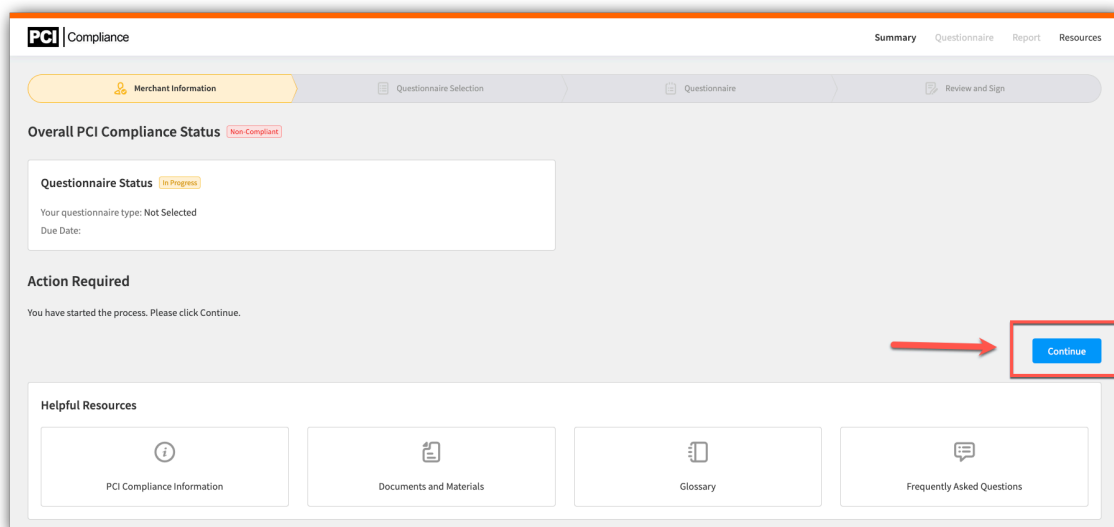 PCI Compliance
Summary Questionnaire Report Resources
Merchant Information Questionnaire Selection Questionnaire Review and Sign
Overall PCI Compliance Status Non-Compliant
Questionnaire Status In Progress
Your questionnaire type: Not Selected
Due Date:
Action Required
You have started the process. Please click Continue.
Continue
Helpful Resources
PCI Compliance Information Documents and Materials Glossary Frequently Asked Questions